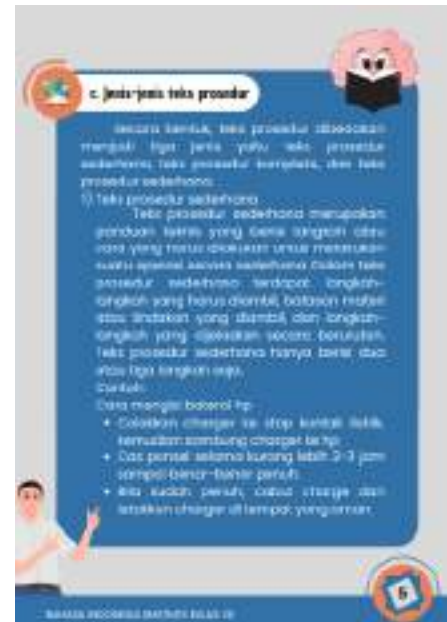 c. Jenis-jenis teks prosedur
Secara bentuk, teks prosedur dibedakan
menjadi tiga jenis yaitu teks prosedur
sederhana, teks prosedur kompleks, dan teks
prosedur sederhana.
1) Teks prosedur sederhana
Teks prosedur sederhana merupakan
panduan teknis yang berisi langkah atau
cara yang harus dilakukan untuk melakukan
suatu operasi secara sederhana. Dalam teks
prosedur sederhana terdapat langkah-
langkah yang harus diambil, batasan materi
atau tindakan yang diambil, dan langkah-
langkah yang dijelaskan secara berurutan.
Teks prosedur sederhana hanya berisi dua
atau tiga langkah saja.
Contoh:
Cara mengisi baterai hp
Colokkan charger ke stop kontak listrik,
kemudian sambung charger ke hp
Cas ponsel selama kurang lebih 2-3 jam
sampai benar-benar penuh.
Bila sudah penuh, cabut charge dan
letakkan charger di tempat yang aman
BAHASA INDONESIA KELAS VII